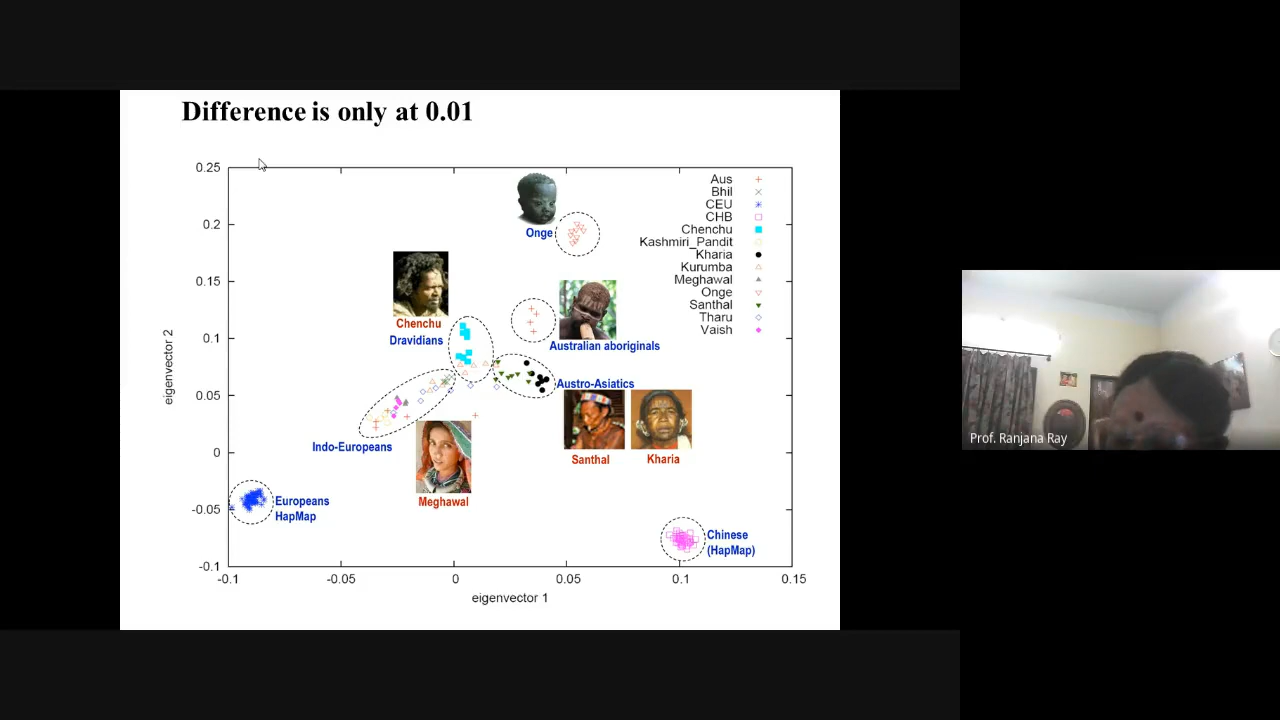 Difference is only at 0.01
0.25
0.2
0.15
0.1
0.05
0
-0.05
-0.1
-0.1
-0.05
0
0.05
0.1
0.15
eigenvector 2
eigenvector 1
Aus
Bhil
CEU
CHB
Chenchu
Kashmiri_Pandit
Kharia
Kurumba
Meghawal
Onge
Santhal
Tharu
Vaish
Onge
Chenchu
Dravidians
Australian aboriginals
Austro-Asiatics
Indo-Europeans
Santhal
Kharia
Meghawal
Europeans
HapMap
Chinese
(HapMap)
Prof. Ranjana Ray